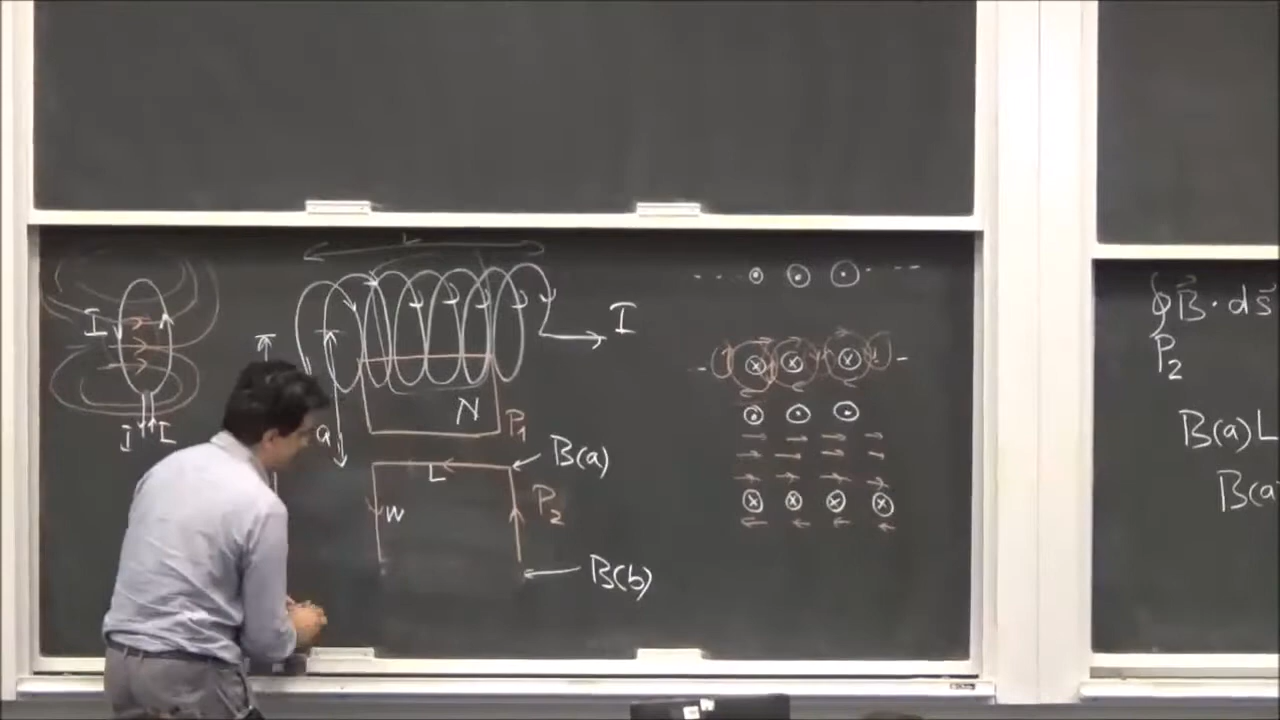 I
I I
L
I
a
N
P₁
B(a)
L
P₂
W
B(b)
∮ B⃗ · ds⃗
P₂
B(a)L
B(a